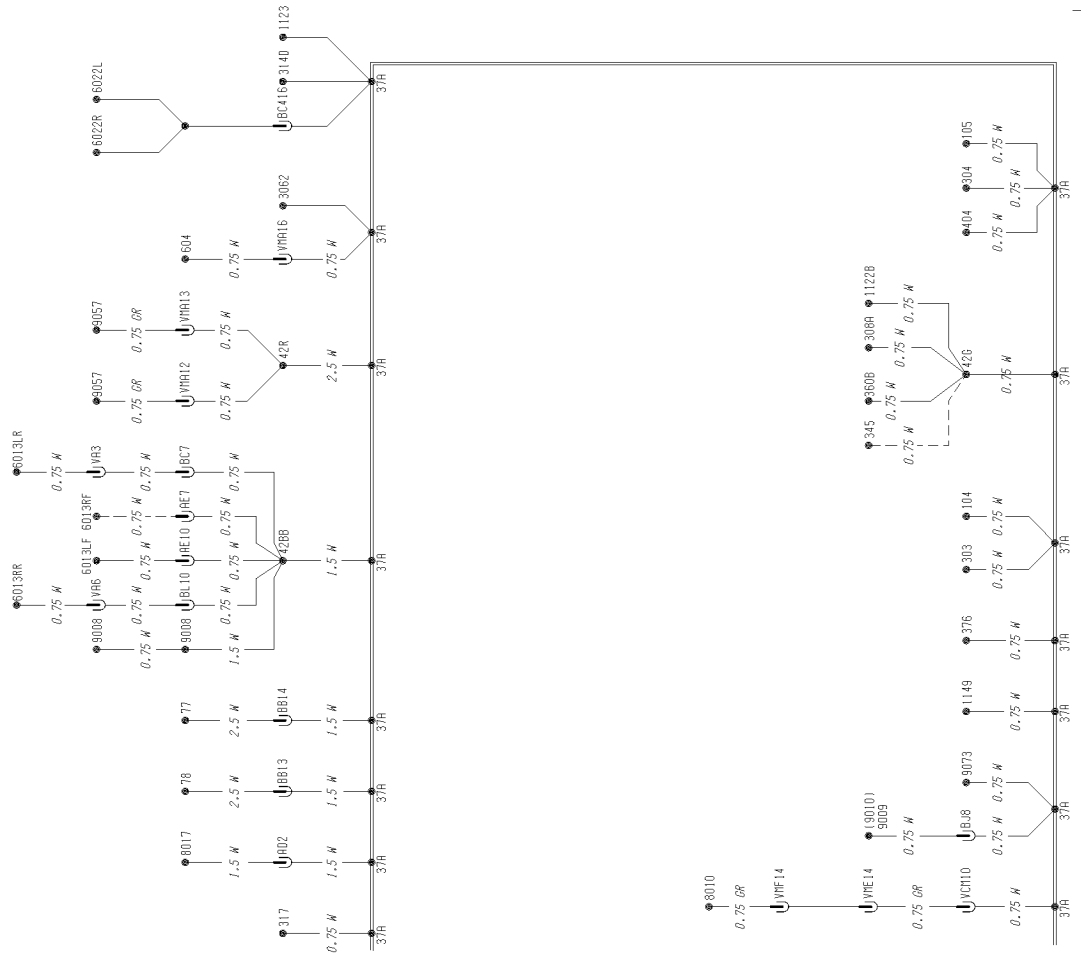 1123
314D
6022L
6022R
BC416
37A
3062
604
0.75 W
VMA16
0.75 W
37A
9057
0.75 GR
VMA13
0.75 W
9057
0.75 GR
VMA12
0.75 W
42R
2.5 W
37A
6013LR
0.75 W
VA3
0.75 W
BC7
0.75 W
6013RF
0.75 W
AE7
0.75 W
6013LF
0.75 W
AE10
0.75 W
6013RR
0.75 W
VA6
0.75 W
BL10
0.75 W
9008
0.75 W
9008
1.5 W
42BB
1.5 W
37A
77
2.5 W
BB14
1.5 W
37A
78
2.5 W
BB13
1.5 W
37A
8017
1.5 W
AD2
1.5 W
37A
317
0.75 W
37A
105
0.75 W
304
0.75 W
404
0.75 W
37A
1122B
0.75 W
308A
0.75 W
360B
0.75 W
345
0.75 W
42G
0.75 W
37A
104
0.75 W
303
0.75 W
37A
376
0.75 W
37A
1149
0.75 W
37A
9073
0.75 W
(9010)
9009
0.75 W
BJ8
0.75 W
37A
8010
0.75 GR
VMF14
VME14
0.75 GR
VCM10
0.75 W
37A